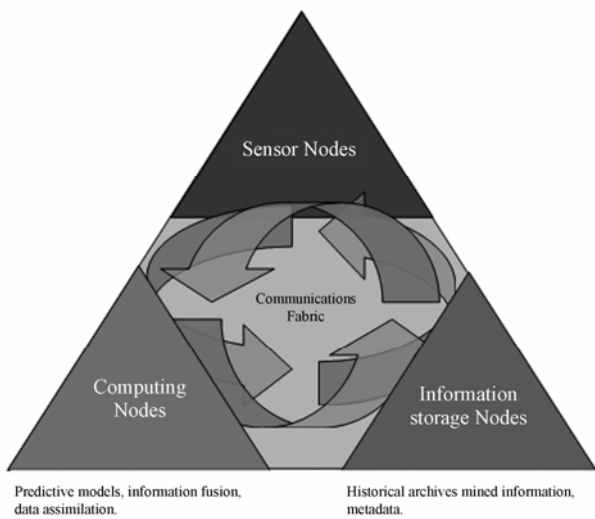 Sensor Nodes
Communications
Fabric
Computing
Nodes
Information
storage Nodes
Predictive models, information fusion,
data assimilation.
Historical archives mined information,
metadata.